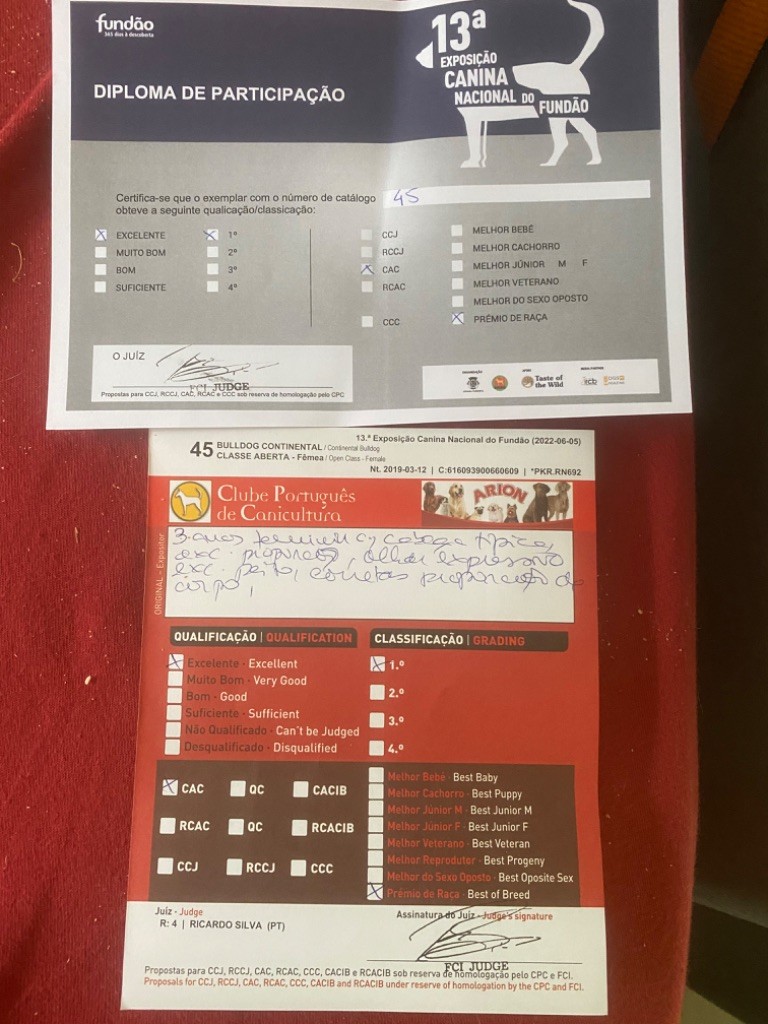 fundão
365 dias à descoberta
13ª
EXPOSIÇÃO
CANINA
NACIONAL DO
FUNDÃO
DIPLOMA DE PARTICIPAÇÃO
Certifica-se que o exemplar com o número de catálogo 45
obteve a seguinte qualicação/classicação:
EXCELENTE 1º CCJ MELHOR BEBÉ
MUITO BOM 2º RCCJ MELHOR CACHORRO
BOM 3º CAC MELHOR JÚNIOR M F
SUFICIENTE 4º RCAC MELHOR VETERANO
MELHOR DO SEXO OPOSTO
CCC PRÉMIO DE RAÇA
O JUÍZ
FCI JUDGE
Propostas para CCJ, RCCJ, CAC, RCAC e CCC sob reserva de homologação pelo CPC
Taste of
the Wild
13.ª Exposição Canina Nacional do Fundão (2022-06-05)
45 BULLDOG CONTINENTAL / Continental Bulldog
CLASSE ABERTA - Fêmea / Open Class - Female
Nt. 2019-03-12 | C:616093900660609 | *PKR.RN692
Clube Português
de Canicultura
ARION
ORIGINAL - Expositor
3 anos cabeça típica,
exc. olhar expressivo
exc. peito, corretas
corpo,
QUALIFICAÇÃO | QUALIFICATION CLASSIFICAÇÃO | GRADING
Excelente - Excellent 1.º
Muito Bom - Very Good
Bom - Good 2.º
Suficiente - Sufficient 3.º
Não Qualificado - Can't be Judged
Desqualificado - Disqualified 4.º
CAC QC CACIB
RCAC QC RCACIB
CCJ RCCJ CCC
Melhor Bebé - Best Baby
Melhor Cachorro - Best Puppy
Melhor Júnior M - Best Junior M
Melhor Júnior F - Best Junior F
Melhor Veterano - Best Veteran
Melhor Reprodutor - Best Progeny
Melhor do Sexo Oposto - Best Oposite Sex
Prémio de Raça - Best of Breed
Juíz - Judge
R: 4 | RICARDO SILVA (PT)
Assinatura do Juíz - Judge's signature
FCI JUDGE
Propostas para CCJ, RCCJ, CAC, RCAC, CCC, CACIB e RCACIB sob reserva de homologação pelo CPC e FCI.
Proposals for CCJ, RCCJ, CAC, RCAC, CCC, CACIB and RCACIB under reserve of homologation by the CPC and FCI.